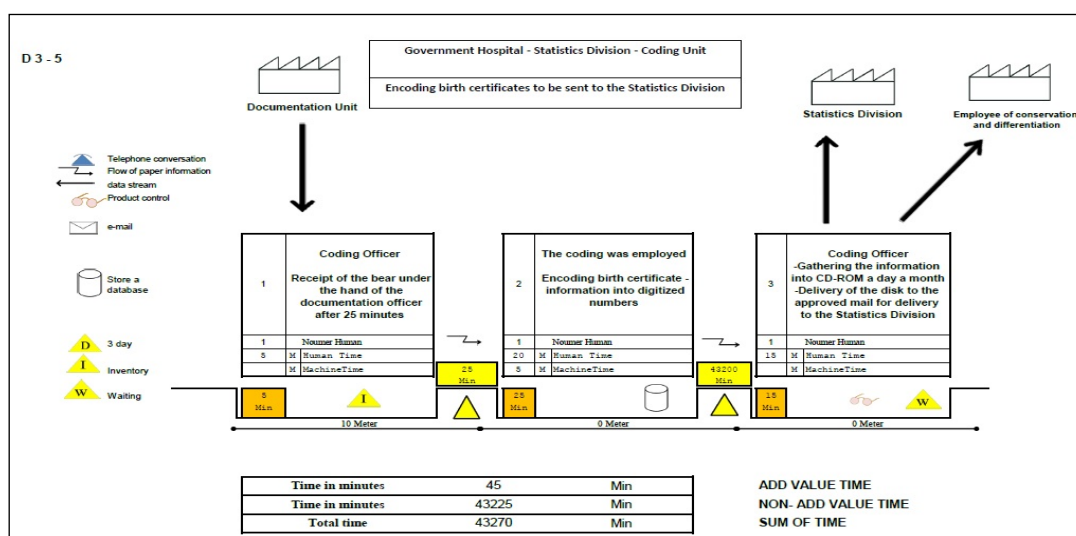 D 3 - 5
Government Hospital - Statistics Division - Coding Unit
Encoding birth certificates to be sent to the Statistics Division
Documentation Unit
Statistics Division
Employee of conservation
and differentiation
Telephone conversation
Flow of paper information
data stream
Product control
e-mail
Store a
database
D 3 day
I Inventory
W Waiting
1
Coding Officer
Receipt of the bear under
the hand of the
documentation officer
after 25 minutes
1 Noumer Human
5 M Human Time
M MachineTime
2
The coding was employed
Encoding birth certificate -
information into digitized
numbers
1 Noumer Human
20 M Human Time
5 M MachineTime
3
Coding Officer
-Gathering the information
into CD-ROM a day a month
-Delivery of the disk to the
approved mail for delivery
to the Statistics Division
1 Noumer Human
15 M Human Time
M MachineTime
5
Min
I
25
Min
25
Min
43200
Min
15
Min
W
10 Meter
0 Meter
0 Meter
Time in minutes 45 Min ADD VALUE TIME
Time in minutes 43225 Min NON- ADD VALUE TIME
Total time 43270 Min SUM OF TIME